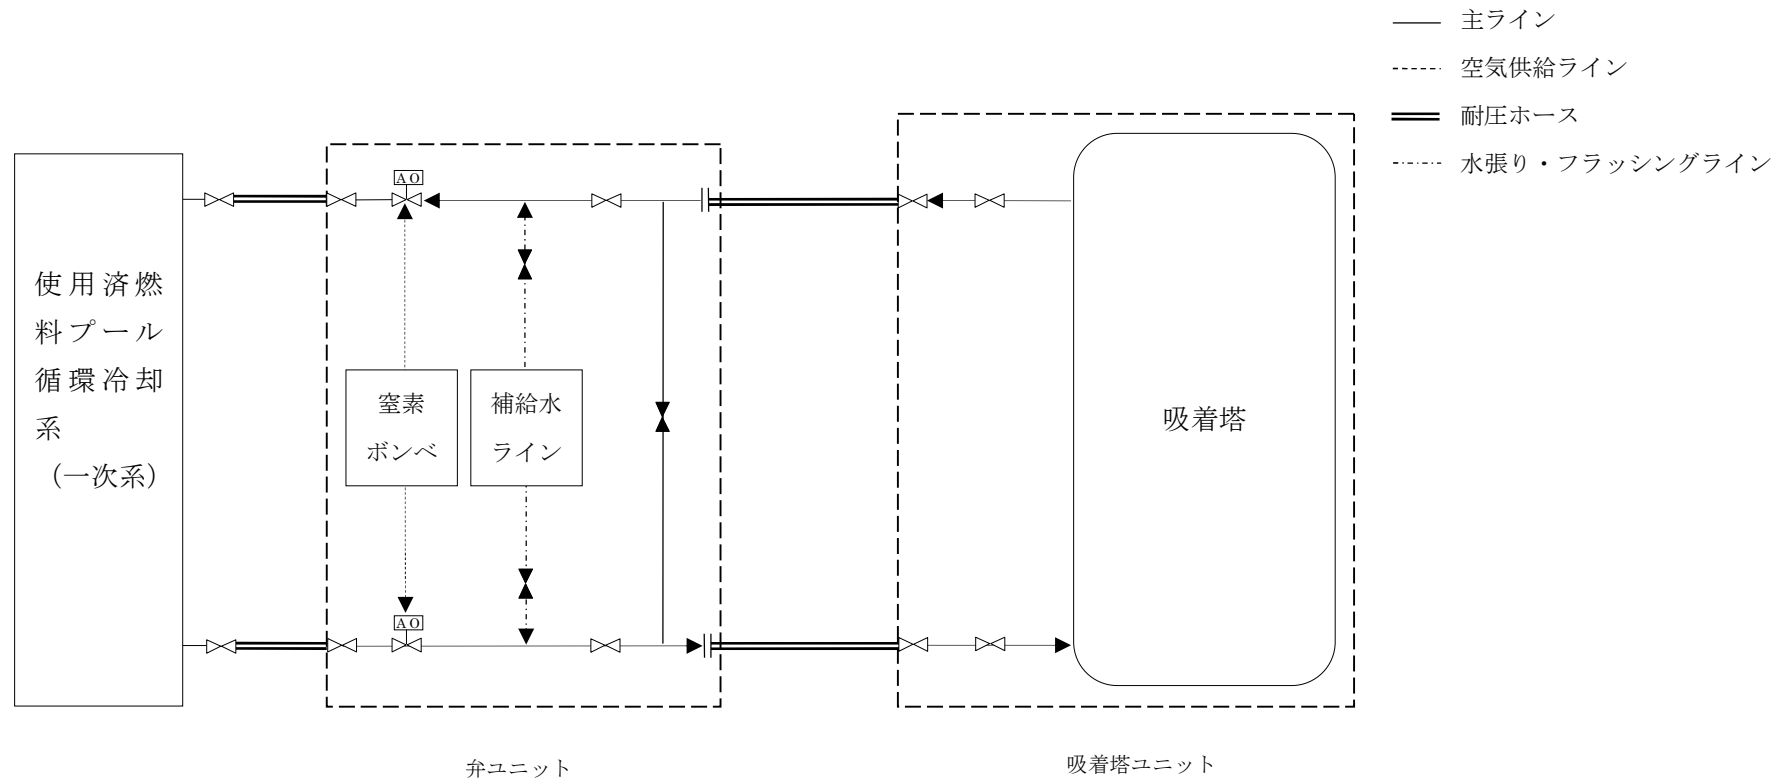 主ライン
空気供給ライン
耐圧ホース
水張り・フラッシングライン
使用済燃
料プール
循環冷却
系
（一次系）
AO
窒素
ボンベ
補給水
ライン
AO
吸着塔
弁ユニット
吸着塔ユニット